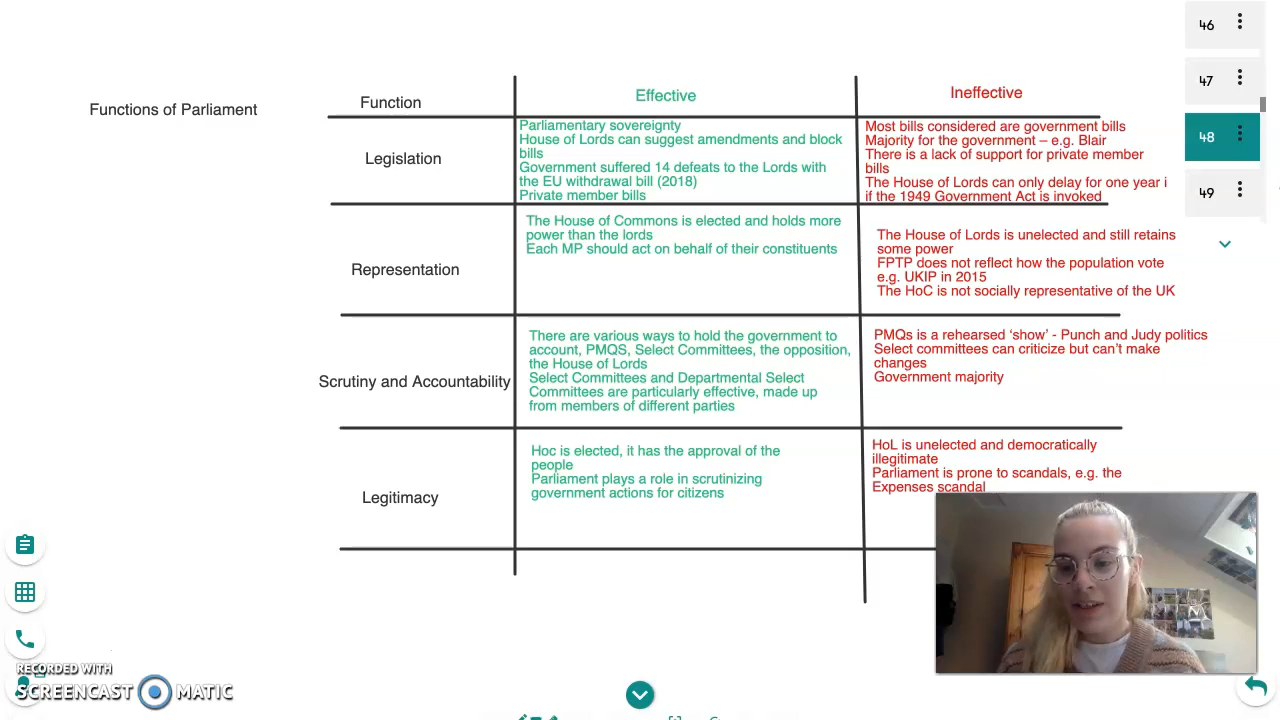 46
47
48
49
Functions of Parliament
Function
Effective
Ineffective
Legislation
Parliamentary sovereignty
House of Lords can suggest amendments and block
bills
Government suffered 14 defeats to the Lords with
the EU withdrawal bill (2018)
Private member bills
Most bills considered are government bills
Majority for the government – e.g. Blair
There is a lack of support for private member
bills
The House of Lords can only delay for one year i
if the 1949 Government Act is invoked
Representation
The House of Commons is elected and holds more
power than the lords
Each MP should act on behalf of their constituents
The House of Lords is unelected and still retains
some power
FPTP does not reflect how the population vote
e.g. UKIP in 2015
The HoC is not socially representative of the UK
Scrutiny and Accountability
There are various ways to hold the government to
account, PMQS, Select Committees, the opposition,
the House of Lords
Select Committees and Departmental Select
Committees are particularly effective, made up
from members of different parties
PMQs is a rehearsed ‘show’ - Punch and Judy politics
Select committees can criticize but can’t make
changes
Government majority
Legitimacy
Hoc is elected, it has the approval of the
people
Parliament plays a role in scrutinizing
government actions for citizens
HoL is unelected and democratically
illegitimate
Parliament is prone to scandals, e.g. the
Expenses scandal
RECORDED WITH
SCREENCAST MATIC